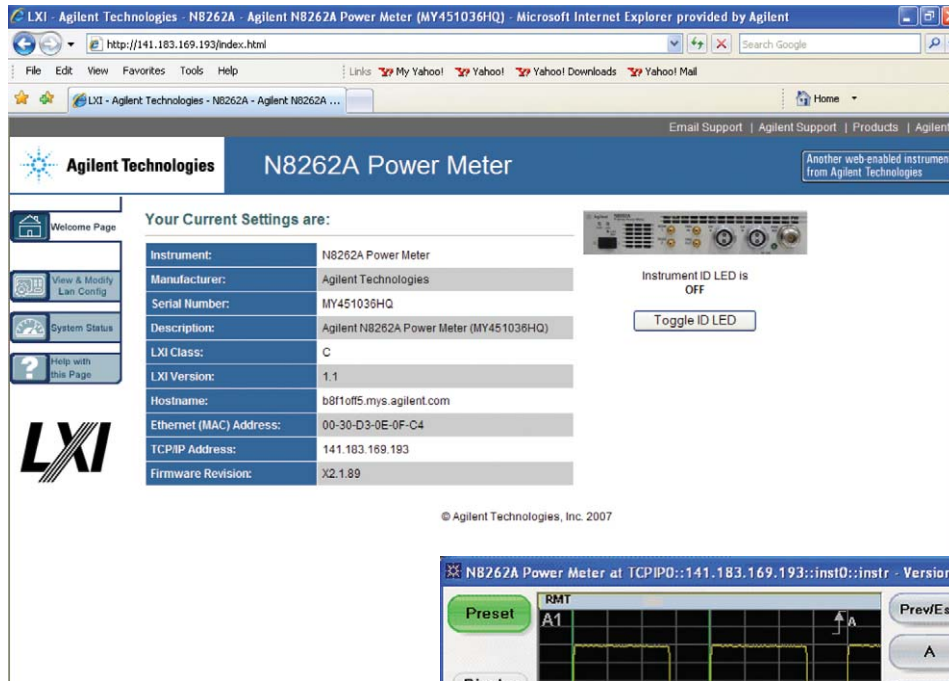 LXI - Agilent Technologies - N8262A - Agilent N8262A Power Meter (MY451036HQ) - Microsoft Internet Explorer provided by Agilent
http://141.183.169.193/index.html
Search Google
File Edit View Favorites Tools Help Links My Yahoo! Yahoo! Yahoo! Downloads Yahoo! Mail
LXI - Agilent Technologies - N8262A - Agilent N8262A ... Home
Email Support | Agilent Support | Products | Agilent
Agilent Technologies
N8262A Power Meter
Another web-enabled instrumen
from Agilent Technologies
Welcome Page
View & Modify
Lan Config
System Status
Help with
this Page
LXI
Your Current Settings are:
Instrument: N8262A Power Meter
Manufacturer: Agilent Technologies
Serial Number: MY451036HQ
Description: Agilent N8262A Power Meter (MY451036HQ)
LXI Class: C
LXI Version: 1.1
Hostname: b8f1off5.mys.agilent.com
Ethernet (MAC) Address: 00-30-D3-0E-0F-C4
TCP/IP Address: 141.183.169.193
Firmware Revision: X2.1.89
Instrument ID LED is
OFF
Toggle ID LED
© Agilent Technologies, Inc. 2007
N8262A Power Meter at TCPIP0::141.183.169.193::inst0::instr - Version
Preset
RMT
A1
A
Prev/Es
A